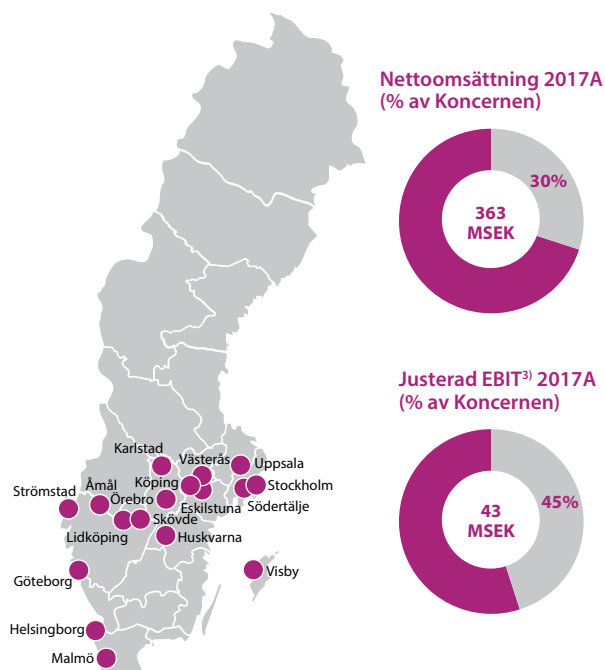 Nettoomsättning 2017A
(% av Koncernen)
30%
363
MSEK
Justerad EBIT³⁾ 2017A
(% av Koncernen)
45%
43
MSEK
Karlstad
Västerås
Uppsala
Åmål
Köping
Stockholm
Strömstad
Örebro
Eskilstuna
Södertälje
Skövde
Lidköping
Huskvarna
Visby
Göteborg
Helsingborg
Malmö